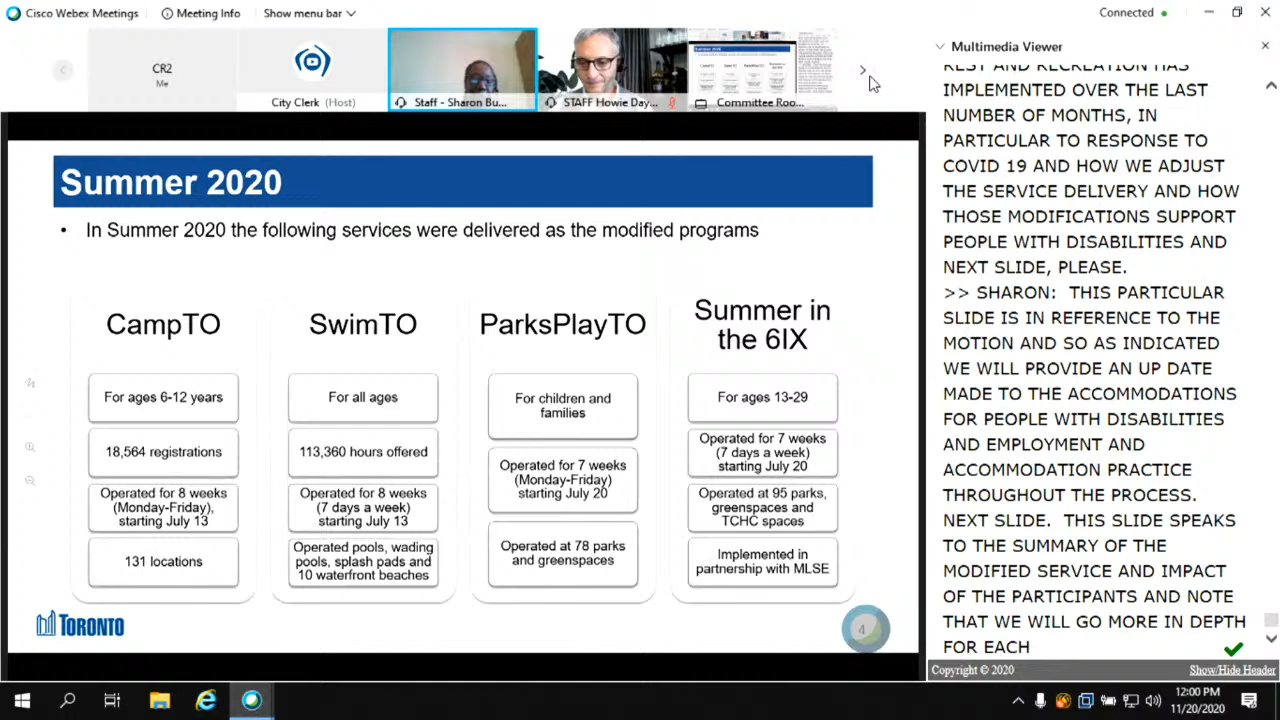 Cisco Webex Meetings
Meeting Info
Show menu bar
Connected
CR2
Me
City Clerk (Host)
Staff - Sharon Bu...
STAFF Howie Day...
Committee Roo...
Multimedia Viewer
Summer 2020
• In Summer 2020 the following services were delivered as the modified programs
CampTO
For ages 6-12 years
18,564 registrations
Operated for 8 weeks
(Monday-Friday),
starting July 13
131 locations
SwimTO
For all ages
113,360 hours offered
Operated for 8 weeks
(7 days a week)
starting July 13
Operated pools, wading
pools, splash pads and
10 waterfront beaches
ParksPlayTO
For children and
families
Operated for 7 weeks
(Monday-Friday)
starting July 20
Operated at 78 parks
and greenspaces
Summer in
the 6IX
For ages 13-29
Operated for 7 weeks
(7 days a week)
starting July 20
Operated at 95 parks,
greenspaces and
TCHC spaces
Implemented in
partnership with MLSE
TORONTO
4
REST AND RECREATION HAS
IMPLEMENTED OVER THE LAST
NUMBER OF MONTHS, IN
PARTICULAR TO RESPONSE TO
COVID 19 AND HOW WE ADJUST
THE SERVICE DELIVERY AND HOW
THOSE MODIFICATIONS SUPPORT
PEOPLE WITH DISABILITIES AND
NEXT SLIDE, PLEASE.
>> SHARON: THIS PARTICULAR
SLIDE IS IN REFERENCE TO THE
MOTION AND SO AS INDICATED
WE WILL PROVIDE AN UP DATE
MADE TO THE ACCOMMODATIONS
FOR PEOPLE WITH DISABILITIES
AND EMPLOYMENT AND
ACCOMMODATION PRACTICE
THROUGHOUT THE PROCESS.
NEXT SLIDE. THIS SLIDE SPEAKS
TO THE SUMMARY OF THE
MODIFIED SERVICE AND IMPACT
OF THE PARTICIPANTS AND NOTE
THAT WE WILL GO MORE IN DEPTH
FOR EACH
Copyright © 2020
Show/Hide Header
12:00 PM
11/20/2020